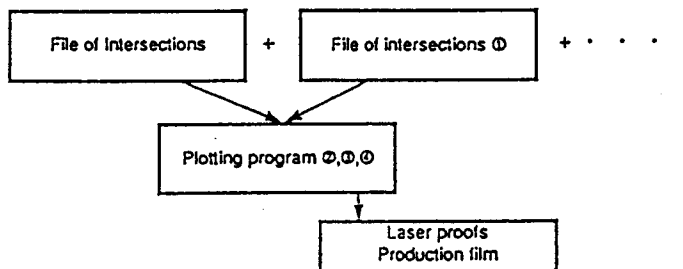 File of Intersections + File of intersections ① + · · ·
Plotting program ②,③,④
Laser proofs
Production film